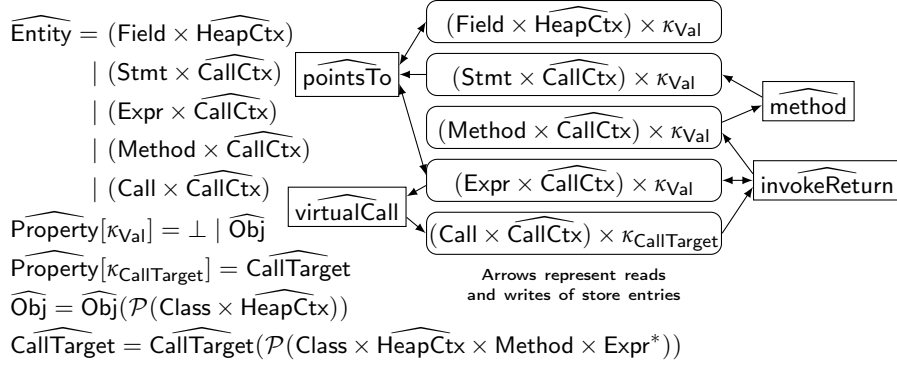 Entity^ = (Field × HeapCtx^)
| (Stmt × CallCtx^)
| (Expr × CallCtx^)
| (Method × CallCtx^)
| (Call × CallCtx^)
Property^[κ_Val] = ⊥ | Obj^
Property^[κ_CallTarget] = CallTarget^
Obj^ = Obj^(𝒫(Class × HeapCtx^))
CallTarget^ = CallTarget^(𝒫(Class × HeapCtx^ × Method × Expr*))
pointsTo^
virtualCall^
(Field × HeapCtx^) × κ_Val
(Stmt × CallCtx^) × κ_Val
(Method × CallCtx^) × κ_Val
(Expr × CallCtx^) × κ_Val
(Call × CallCtx^) × κ_CallTarget
method^
invokeReturn^
Arrows represent reads
and writes of store entries